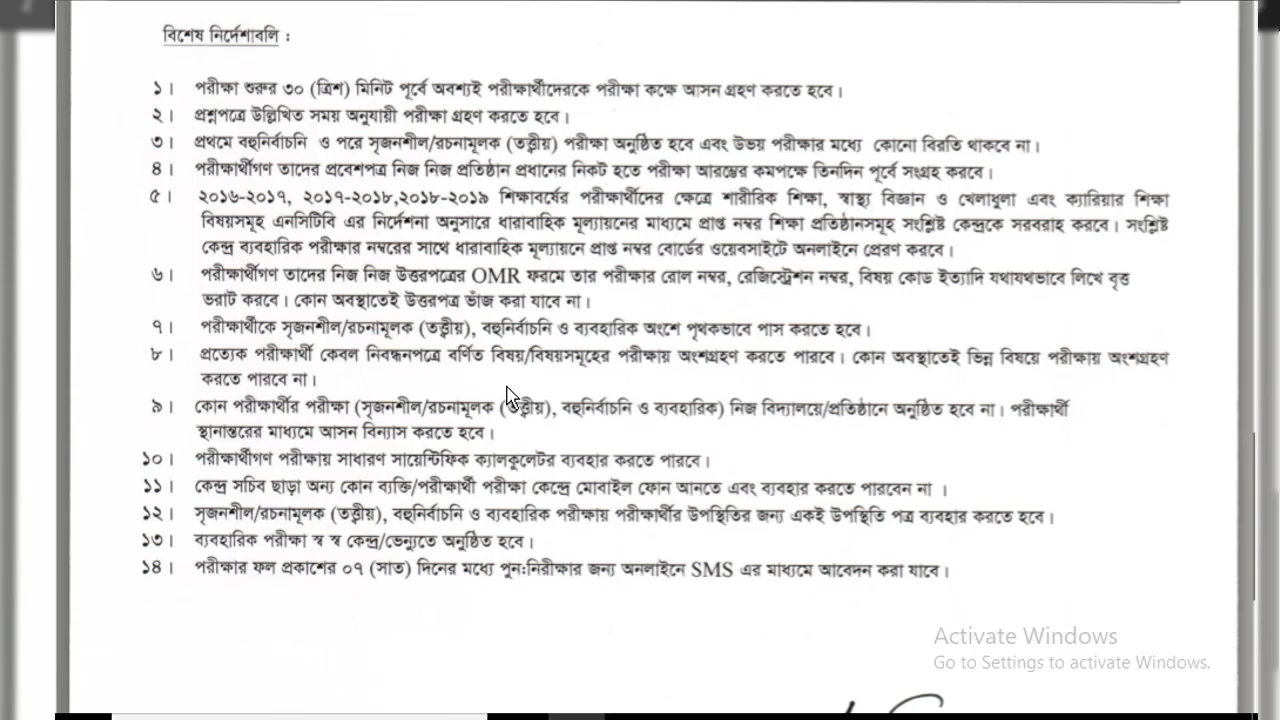 বিশেষ নির্দেশাবলি :
১। পরীক্ষা শুরুর ৩০ (ত্রিশ) মিনিট পূর্বে অবশ্যই পরীক্ষার্থীদেরকে পরীক্ষা কক্ষে আসন গ্রহণ করতে হবে।
২। প্রশ্নপত্রে উল্লিখিত সময় অনুযায়ী পরীক্ষা গ্রহণ করতে হবে।
৩। প্রথমে বহুনির্বাচনি ও পরে সৃজনশীল/রচনামূলক (তত্ত্বীয়) পরীক্ষা অনুষ্ঠিত হবে এবং উভয় পরীক্ষার মধ্যে কোনো বিরতি থাকবে না।
৪। পরীক্ষার্থীগণ তাদের প্রবেশপত্র নিজ নিজ প্রতিষ্ঠান প্রধানের নিকট হতে পরীক্ষা আরম্ভের কমপক্ষে তিনদিন পূর্বে সংগ্রহ করবে।
৫। ২০১৬-২০১৭, ২০১৭-২০১৮,২০১৮-২০১৯ শিক্ষাবর্ষের পরীক্ষার্থীদের ক্ষেত্রে শারীরিক শিক্ষা, স্বাস্থ্য বিজ্ঞান ও খেলাধুলা এবং ক্যারিয়ার শিক্ষা
বিষয়সমূহ এনসিটিবি এর নির্দেশনা অনুসারে ধারাবাহিক মূল্যায়নের মাধ্যমে প্রাপ্ত নম্বর শিক্ষা প্রতিষ্ঠানসমূহ সংশ্লিষ্ট কেন্দ্রকে সরবরাহ করবে। সংশ্লিষ্ট
কেন্দ্র ব্যবহারিক পরীক্ষার নম্বরের সাথে ধারাবাহিক মূল্যায়নে প্রাপ্ত নম্বর বোর্ডের ওয়েবসাইটে অনলাইনে প্রেরণ করবে।
৬। পরীক্ষার্থীগণ তাদের নিজ নিজ উত্তরপত্রের OMR ফরমে তার পরীক্ষার রোল নম্বর, রেজিস্ট্রেশন নম্বর, বিষয় কোড ইত্যাদি যথাযথভাবে লিখে বৃত্ত
ভরাট করবে। কোন অবস্থাতেই উত্তরপত্র ভাঁজ করা যাবে না।
৭। পরীক্ষার্থীকে সৃজনশীল/রচনামূলক (তত্ত্বীয়), বহুনির্বাচনি ও ব্যবহারিক অংশে পৃথকভাবে পাস করতে হবে।
৮। প্রত্যেক পরীক্ষার্থী কেবল নিবন্ধনপত্রে বর্ণিত বিষয়/বিষয়সমূহের পরীক্ষায় অংশগ্রহণ করতে পারবে। কোন অবস্থাতেই ভিন্ন বিষয়ে পরীক্ষায় অংশগ্রহণ
করতে পারবে না।
৯। কোন পরীক্ষার্থীর পরীক্ষা (সৃজনশীল/রচনামূলক (তত্ত্বীয়), বহুনির্বাচনি ও ব্যবহারিক) নিজ বিদ্যালয়ে/প্রতিষ্ঠানে অনুষ্ঠিত হবে না। পরীক্ষার্থী
স্থানান্তরের মাধ্যমে আসন বিন্যাস করতে হবে।
১০। পরীক্ষার্থীগণ পরীক্ষায় সাধারণ সায়েন্টিফিক ক্যালকুলেটর ব্যবহার করতে পারবে।
১১। কেন্দ্র সচিব ছাড়া অন্য কোন ব্যক্তি/পরীক্ষার্থী পরীক্ষা কেন্দ্রে মোবাইল ফোন আনতে এবং ব্যবহার করতে পারবেন না ।
১২। সৃজনশীল/রচনামূলক (তত্ত্বীয়), বহুনির্বাচনি ও ব্যবহারিক পরীক্ষায় পরীক্ষার্থীর উপস্থিতির জন্য একই উপস্থিতি পত্র ব্যবহার করতে হবে।
১৩। ব্যবহারিক পরীক্ষা স্ব স্ব কেন্দ্র/ভেন্যুতে অনুষ্ঠিত হবে।
১৪। পরীক্ষার ফল প্রকাশের ০৭ (সাত) দিনের মধ্যে পুন:নিরীক্ষার জন্য অনলাইনে SMS এর মাধ্যমে আবেদন করা যাবে।
Activate Windows
Go to Settings to activate Windows.